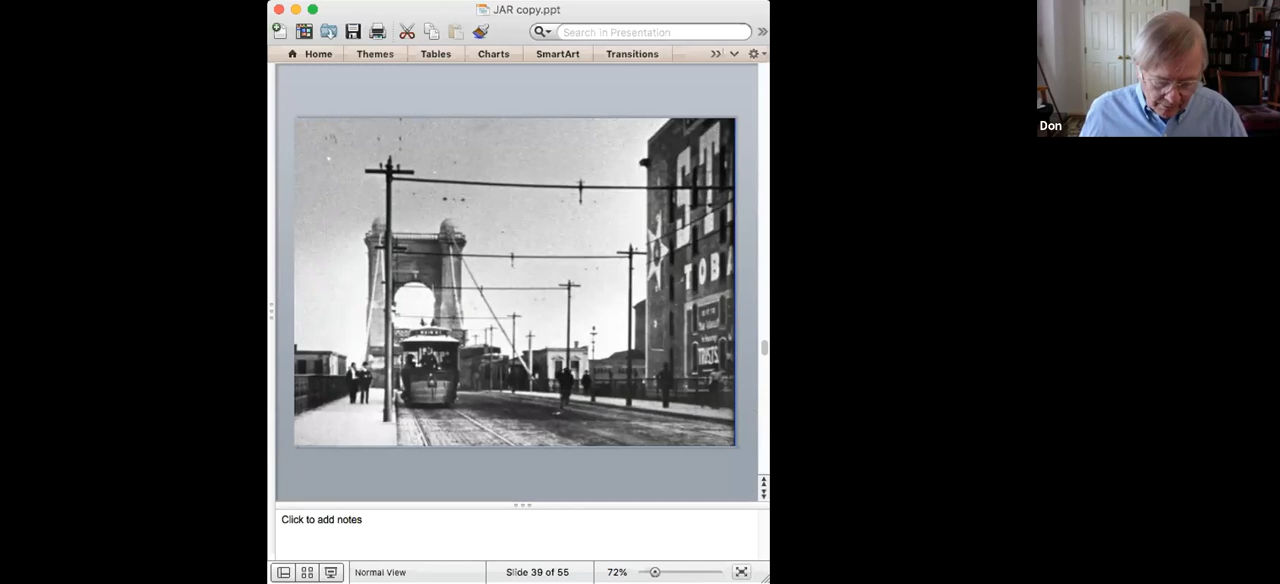 JAR copy.ppt
Search in Presentation
Home Themes Tables Charts SmartArt Transitions
TOBA
TRUSTS
Click to add notes
Normal View Slide 39 of 55 72%
Don